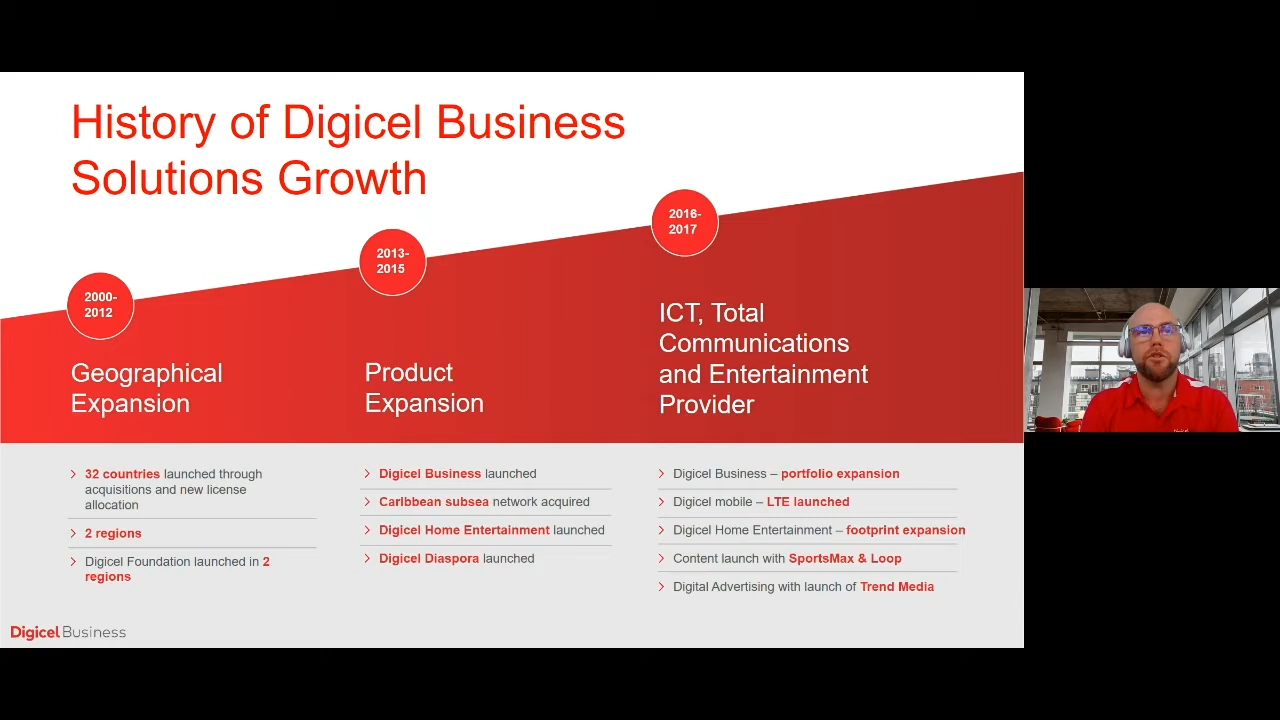 History of Digicel Business
Solutions Growth
2000-
2012
Geographical
Expansion
32 countries launched through
acquisitions and new license
allocation
2 regions
Digicel Foundation launched in 2
regions
2013-
2015
Product
Expansion
Digicel Business launched
Caribbean subsea network acquired
Digicel Home Entertainment launched
Digicel Diaspora launched
2016-
2017
ICT, Total
Communications
and Entertainment
Provider
Digicel Business – portfolio expansion
Digicel mobile – LTE launched
Digicel Home Entertainment – footprint expansion
Content launch with SportsMax & Loop
Digital Advertising with launch of Trend Media
Digicel Business